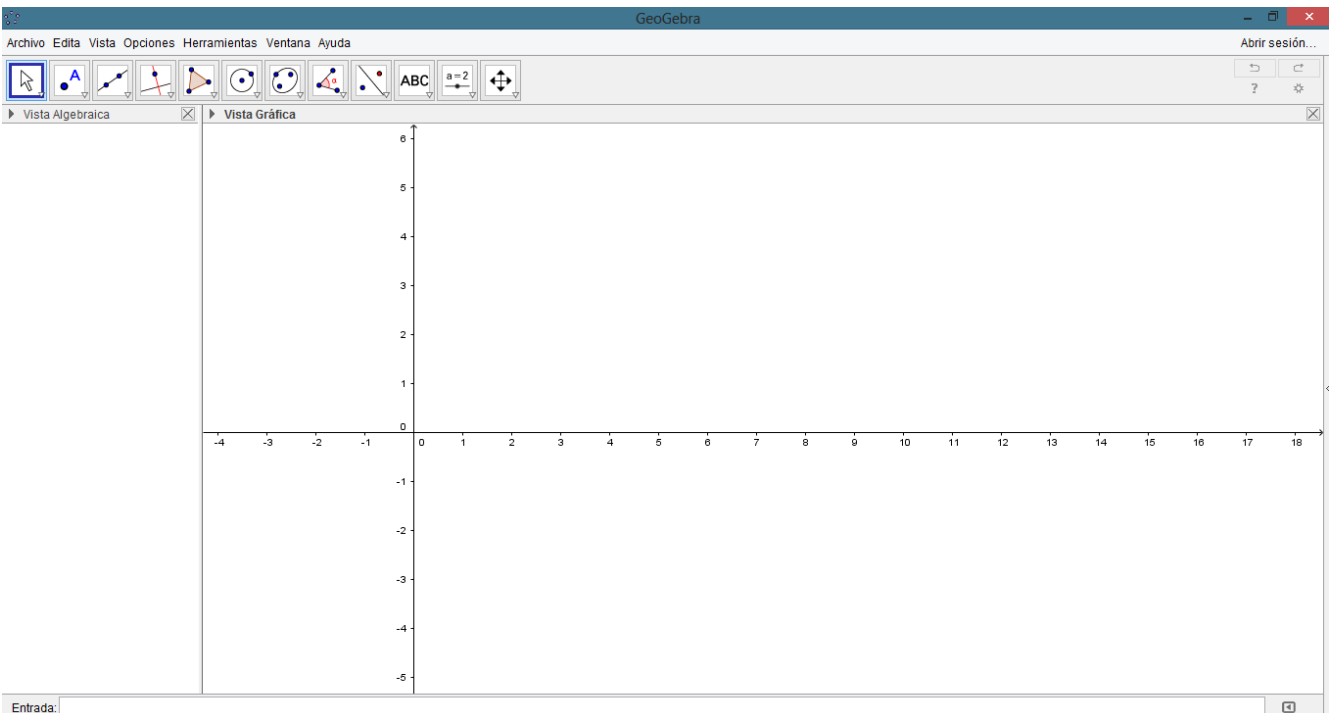 GeoGebra
Archivo Edita Vista Opciones Herramientas Ventana Ayuda
Abrir sesión...
A
α
ABC
a=2
?
Vista Algebraica
Vista Gráfica
6
5
4
3
2
1
0
-4 -3 -2 -1 0 1 2 3 4 5 6 7 8 9 10 11 12 13 14 15 16 17 18
-1
-2
-3
-4
-5
Entrada: